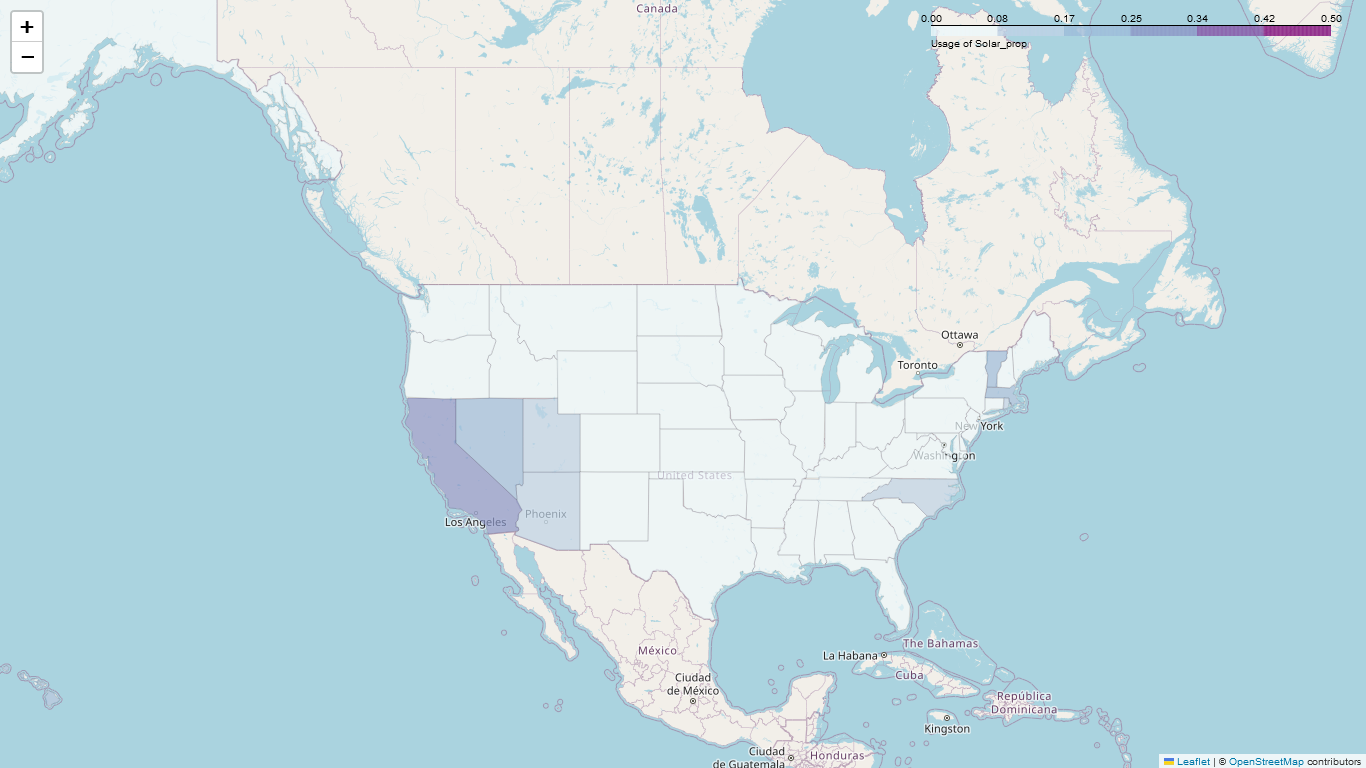 +
−
Canada
0.00 0.08 0.17 0.25 0.34 0.42 0.50
Usage of Solar_prop
Ottawa
Toronto
New York
Washington
United States
Phoenix
Los Angeles
The Bahamas
México
La Habana
Cuba
Ciudad
de México
República
Dominicana
Kingston
Ciudad
de Guatemala
Honduras
Leaflet | © OpenStreetMap contributors